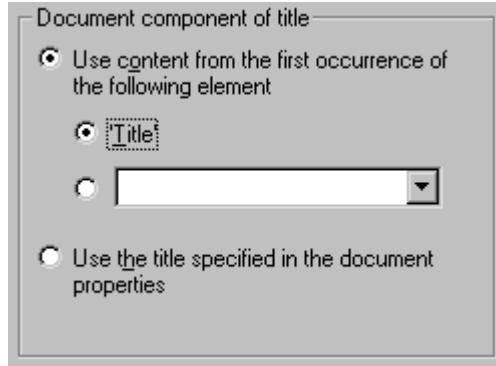 Document component of title
Use content from the first occurrence of
the following element
'Title'
Use the title specified in the document
properties